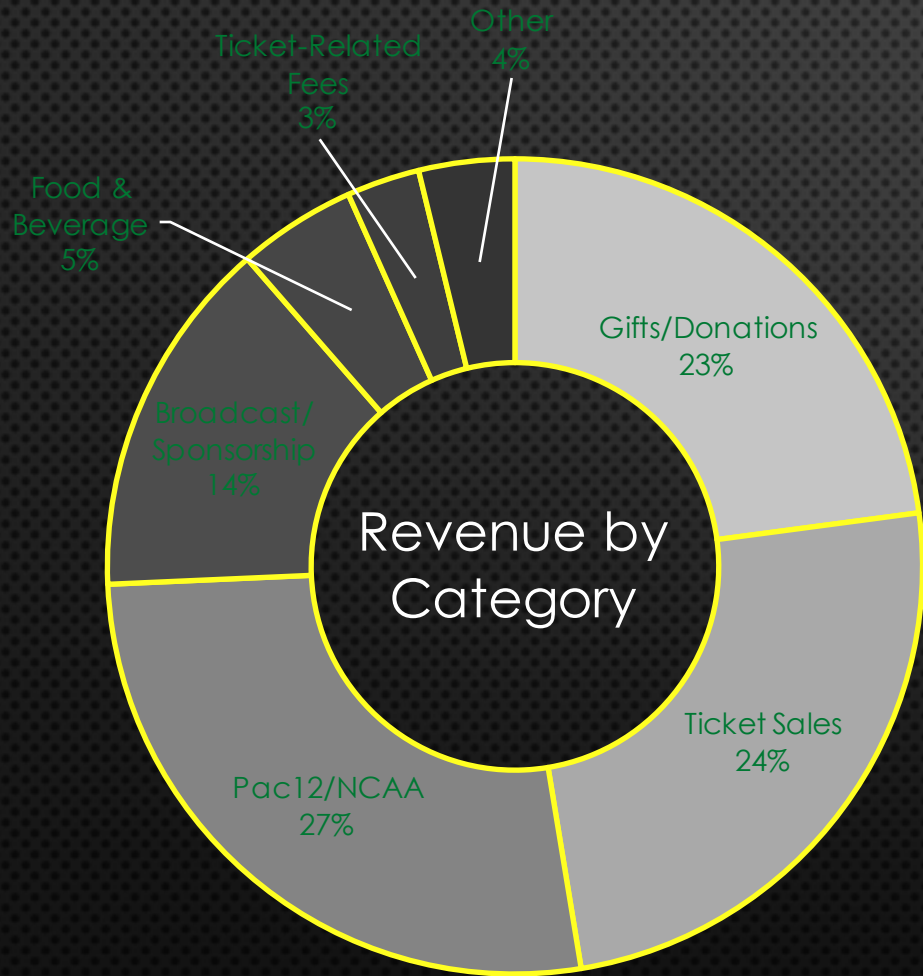 Other
4%
Ticket-Related
Fees
3%
Food &
Beverage
5%
Gifts/Donations
23%
Broadcast/
Sponsorship
14%
Revenue by
Category
Ticket Sales
24%
Pac12/NCAA
27%